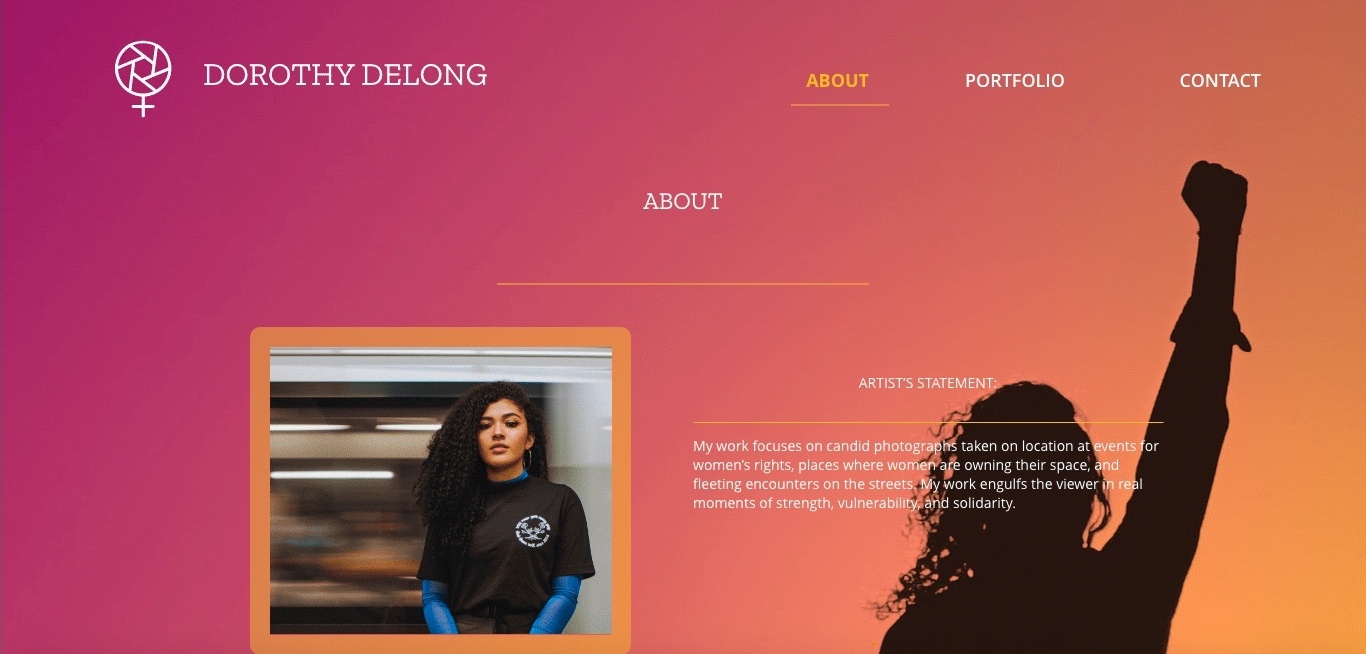 DOROTHY DELONG
ABOUT
PORTFOLIO
CONTACT
ABOUT
ARTIST'S STATEMENT:
My work focuses on candid photographs taken on location at events for
women's rights, places where women are owning their space, and
fleeting encounters on the streets. My work engulfs the viewer in real
moments of strength, vulnerability, and solidarity.